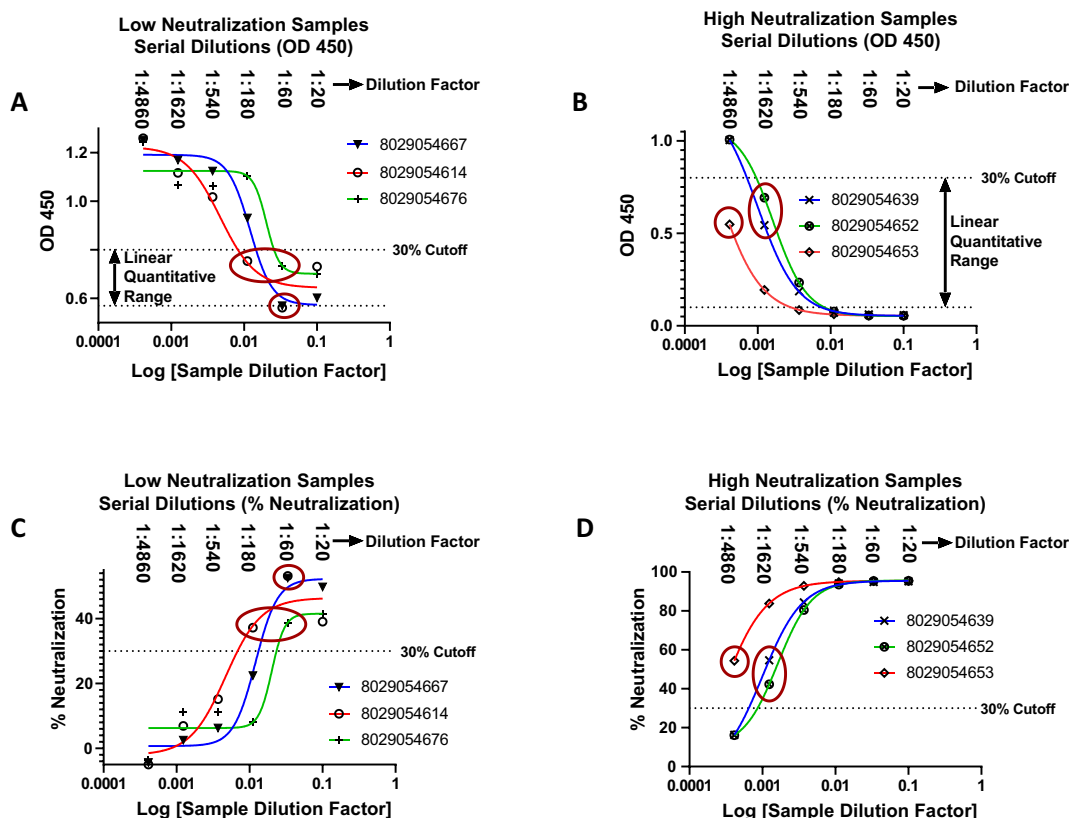 A
Low Neutralization Samples
Serial Dilutions (OD 450)
1:4860
1:1620
1:540
1:180
1:60
1:20
Dilution Factor
8029054667
8029054614
8029054676
30% Cutoff
Linear
Quantitative
Range
OD 450
1.2
1.0
0.8
0.6
0.0001
0.001
0.01
0.1
1
Log [Sample Dilution Factor]
B
High Neutralization Samples
Serial Dilutions (OD 450)
1:4860
1:1620
1:540
1:180
1:60
1:20
Dilution Factor
30% Cutoff
8029054639
8029054652
8029054653
Linear
Quantitative
Range
OD 450
1.0
0.5
0.0
0.0001
0.001
0.01
0.1
1
Log [Sample Dilution Factor]
C
Low Neutralization Samples
Serial Dilutions (% Neutralization)
1:4860
1:1620
1:540
1:180
1:60
1:20
Dilution Factor
30% Cutoff
8029054667
8029054614
8029054676
% Neutralization
40
20
0
0.0001
0.001
0.01
0.1
1
Log [Sample Dilution Factor]
D
High Neutralization Samples
Serial Dilutions (% Neutralization)
1:4860
1:1620
1:540
1:180
1:60
1:20
Dilution Factor
8029054639
8029054652
8029054653
30% Cutoff
% Neutralization
100
80
60
40
20
0
0.0001
0.001
0.01
0.1
1
Log [Sample Dilution Factor]